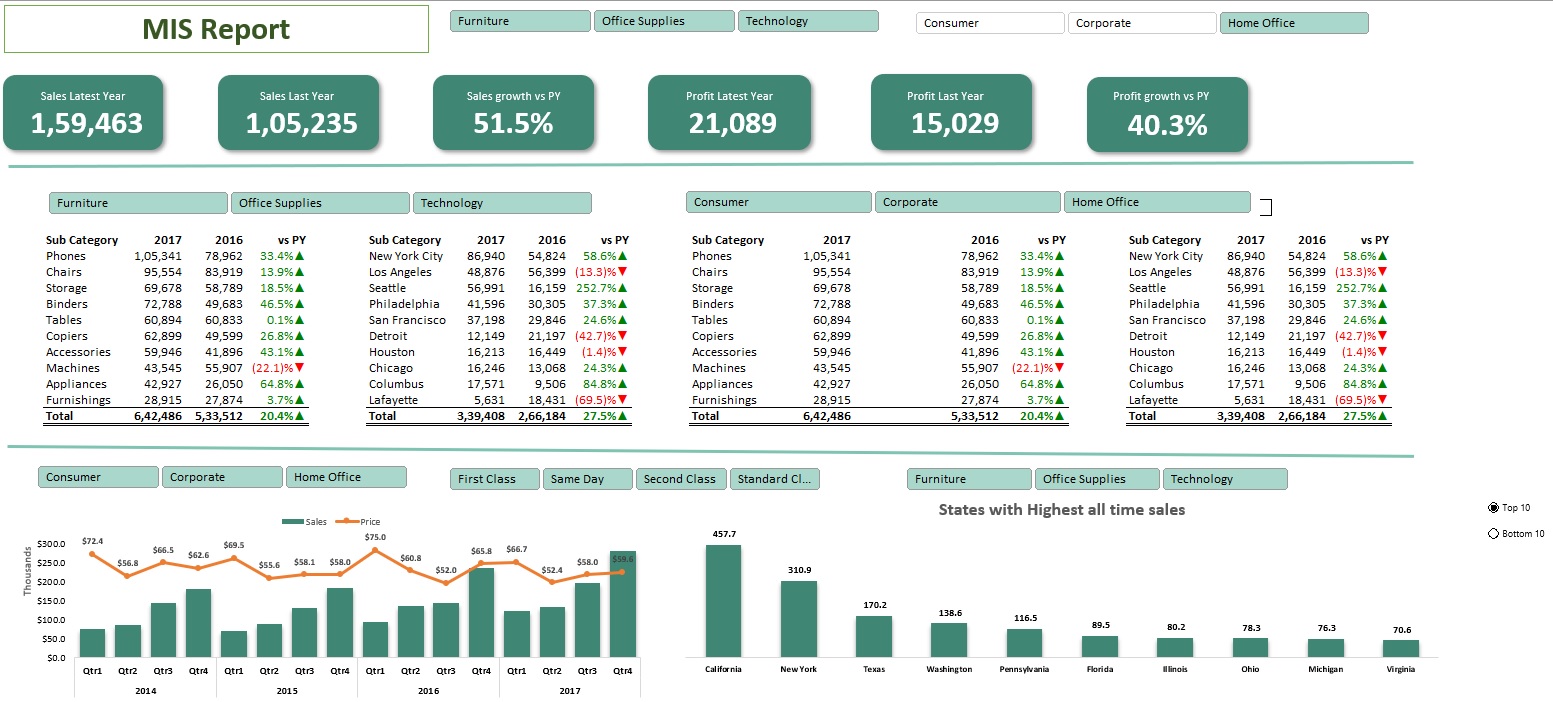 MIS Report
Furniture Office Supplies Technology
Consumer Corporate Home Office
Sales Latest Year
1,59,463
Sales Last Year
1,05,235
Sales growth vs PY
51.5%
Profit Latest Year
21,089
Profit Last Year
15,029
Profit growth vs PY
40.3%
Furniture Office Supplies Technology
Consumer Corporate Home Office
Sub Category 2017 2016 vs PY
Phones 1,05,341 78,962 33.4%▲
Chairs 95,554 83,919 13.9%▲
Storage 69,678 58,789 18.5%▲
Binders 72,788 49,683 46.5%▲
Tables 60,894 60,833 0.1%▲
Copiers 62,899 49,599 26.8%▲
Accessories 59,946 41,896 43.1%▲
Machines 43,545 55,907 (22.1)%▼
Appliances 42,927 26,050 64.8%▲
Furnishings 28,915 27,874 3.7%▲
Total 6,42,486 5,33,512 20.4%▲
Sub Category 2017 2016 vs PY
New York City 86,940 54,824 58.6%▲
Los Angeles 48,876 56,399 (13.3)%▼
Seattle 56,991 16,159 252.7%▲
Philadelphia 41,596 30,305 37.3%▲
San Francisco 37,198 29,846 24.6%▲
Detroit 12,149 21,197 (42.7)%▼
Houston 16,213 16,449 (1.4)%▼
Chicago 16,246 13,068 24.3%▲
Columbus 17,571 9,506 84.8%▲
Lafayette 5,631 18,431 (69.5)%▼
Total 3,39,408 2,66,184 27.5%▲
Sub Category 2017 2016 vs PY
Phones 1,05,341 78,962 33.4%▲
Chairs 95,554 83,919 13.9%▲
Storage 69,678 58,789 18.5%▲
Binders 72,788 49,683 46.5%▲
Tables 60,894 60,833 0.1%▲
Copiers 62,899 49,599 26.8%▲
Accessories 59,946 41,896 43.1%▲
Machines 43,545 55,907 (22.1)%▼
Appliances 42,927 26,050 64.8%▲
Furnishings 28,915 27,874 3.7%▲
Total 6,42,486 5,33,512 20.4%▲
Sub Category 2017 2016 vs PY
New York City 86,940 54,824 58.6%▲
Los Angeles 48,876 56,399 (13.3)%▼
Seattle 56,991 16,159 252.7%▲
Philadelphia 41,596 30,305 37.3%▲
San Francisco 37,198 29,846 24.6%▲
Detroit 12,149 21,197 (42.7)%▼
Houston 16,213 16,449 (1.4)%▼
Chicago 16,246 13,068 24.3%▲
Columbus 17,571 9,506 84.8%▲
Lafayette 5,631 18,431 (69.5)%▼
Total 3,39,408 2,66,184 27.5%▲
Consumer Corporate Home Office
First Class Same Day Second Class Standard Cl...
Furniture Office Supplies Technology
Sales Price
Thousands
$300.0
$250.0
$200.0
$150.0
$100.0
$50.0
$0.0
$72.4 $56.8 $66.5 $62.6 $69.5 $55.6 $58.1 $58.0 $75.0 $60.8 $52.0 $65.8 $66.7 $52.4 $58.0 $59.6
Qtr1 Qtr2 Qtr3 Qtr4 Qtr1 Qtr2 Qtr3 Qtr4 Qtr1 Qtr2 Qtr3 Qtr4 Qtr1 Qtr2 Qtr3 Qtr4
2014 2015 2016 2017
States with Highest all time sales
457.7 310.9 170.2 138.6 116.5 89.5 80.2 78.3 76.3 70.6
California New York Texas Washington Pennsylvania Florida Illinois Ohio Michigan Virginia
Top 10
Bottom 10